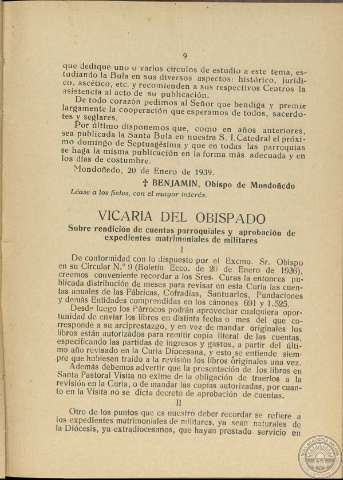 9
que dedique uno o varios circulos de estudio a este tema, es-
tudiando la Bula en sus diversos aspectos: histórico, jurídi-
co, ascético, etc. y recomienden a sus respectivos Centros la
asistencia al acto de su publicación.
De todo corazón pedimos al Señor que bendiga y premie
largamente la cooperación que esperamos de todos, sacerdo-
tes y seglares.
Por último disponemos que, como en años anteriores,
sea publicada la Santa Bula en nuestra S. I. Catedral el próxi-
mo domingo de Septuagésima y que en todas las parroquias
se haga la misma publicación en la forma más adecuada y en
los días de costumbre.
Mondoñedo, 20 de Enero de 1939.
† BENJAMIN, Obispo de Mondoñedo
Léase a los fieles, con el mayor interés.
VICARIA DEL OBISPADO
Sobre rendición de cuentas parroquiales y aprobación de
expedientes matrimoniales de militares
I
De conformidad con lo dispuesto por el Excmo. Sr. Obispo
en su Circular N.º 9 (Boletín Ecco. de 20 de Enero de 1936),
creemos conveniente recordar a los Sres. Curas la entonces pu-
blicada distribución de meses para revisar en esta Curia las cuen-
tas anuales de las Fábricas, Cofradías, Santuarios, Fundaciones
y demás Entidades comprendidas en los cánones 691 y 1.525.
Desde luego los Párrocos podrán aprovechar cualquiera opor-
tunidad de enviar los libros en distinta fecha o mes del que co-
rresponde a su arciprestazgo, y en vez de mandar originales los
libros están autorizados para remitir copia literal de las cuentas,
especificando las partidas de ingresos y gastos, a partir del últi-
mo año revisado en la Curia Diocesana, y esto se entiende siem-
pre que hubiesen traído a la revisión los libros originales una vez.
Además debemos advertir que la presentación de los libros en
Santa Pastoral Visita no exime de la obligación de traerlos a la
revisión en la Curia, o de mandar las copias autorizadas, por cuan-
to en la Visita no se dicta decreto de aprobación de cuentas.
II
Otro de los puntos que es nuestro deber recordar se refiere a
los expedientes matrimoniales de militares, ya sean naturales de
la Diócesis, ya extradiocesanos, que hayan prestado servicio en